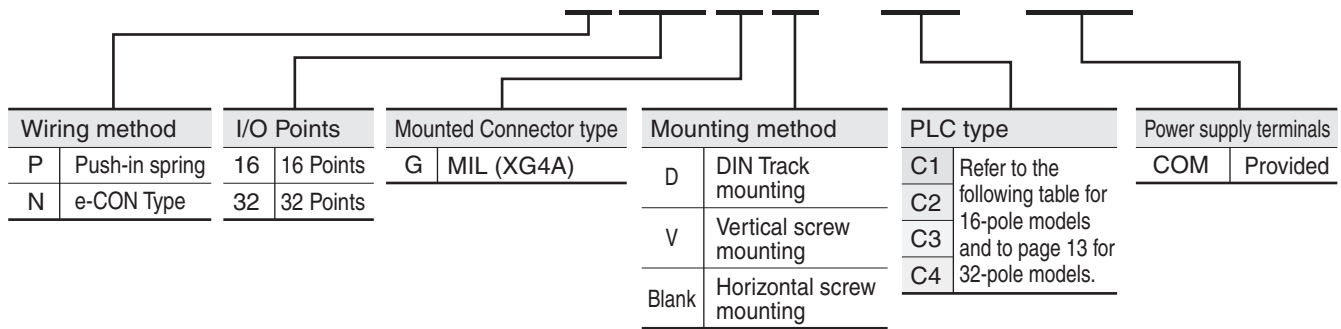 Wiring method
P Push-in spring
N e-CON Type
I/O Points
16 16 Points
32 32 Points
Mounted Connector type
G MIL (XG4A)
Mounting method
D DIN Track
mounting
V Vertical screw
mounting
Blank Horizontal screw
mounting
PLC type
C1
C2
C3
C4
Refer to the
following table for
16-pole models
and to page 13 for
32-pole models.
Power supply terminals
COM Provided